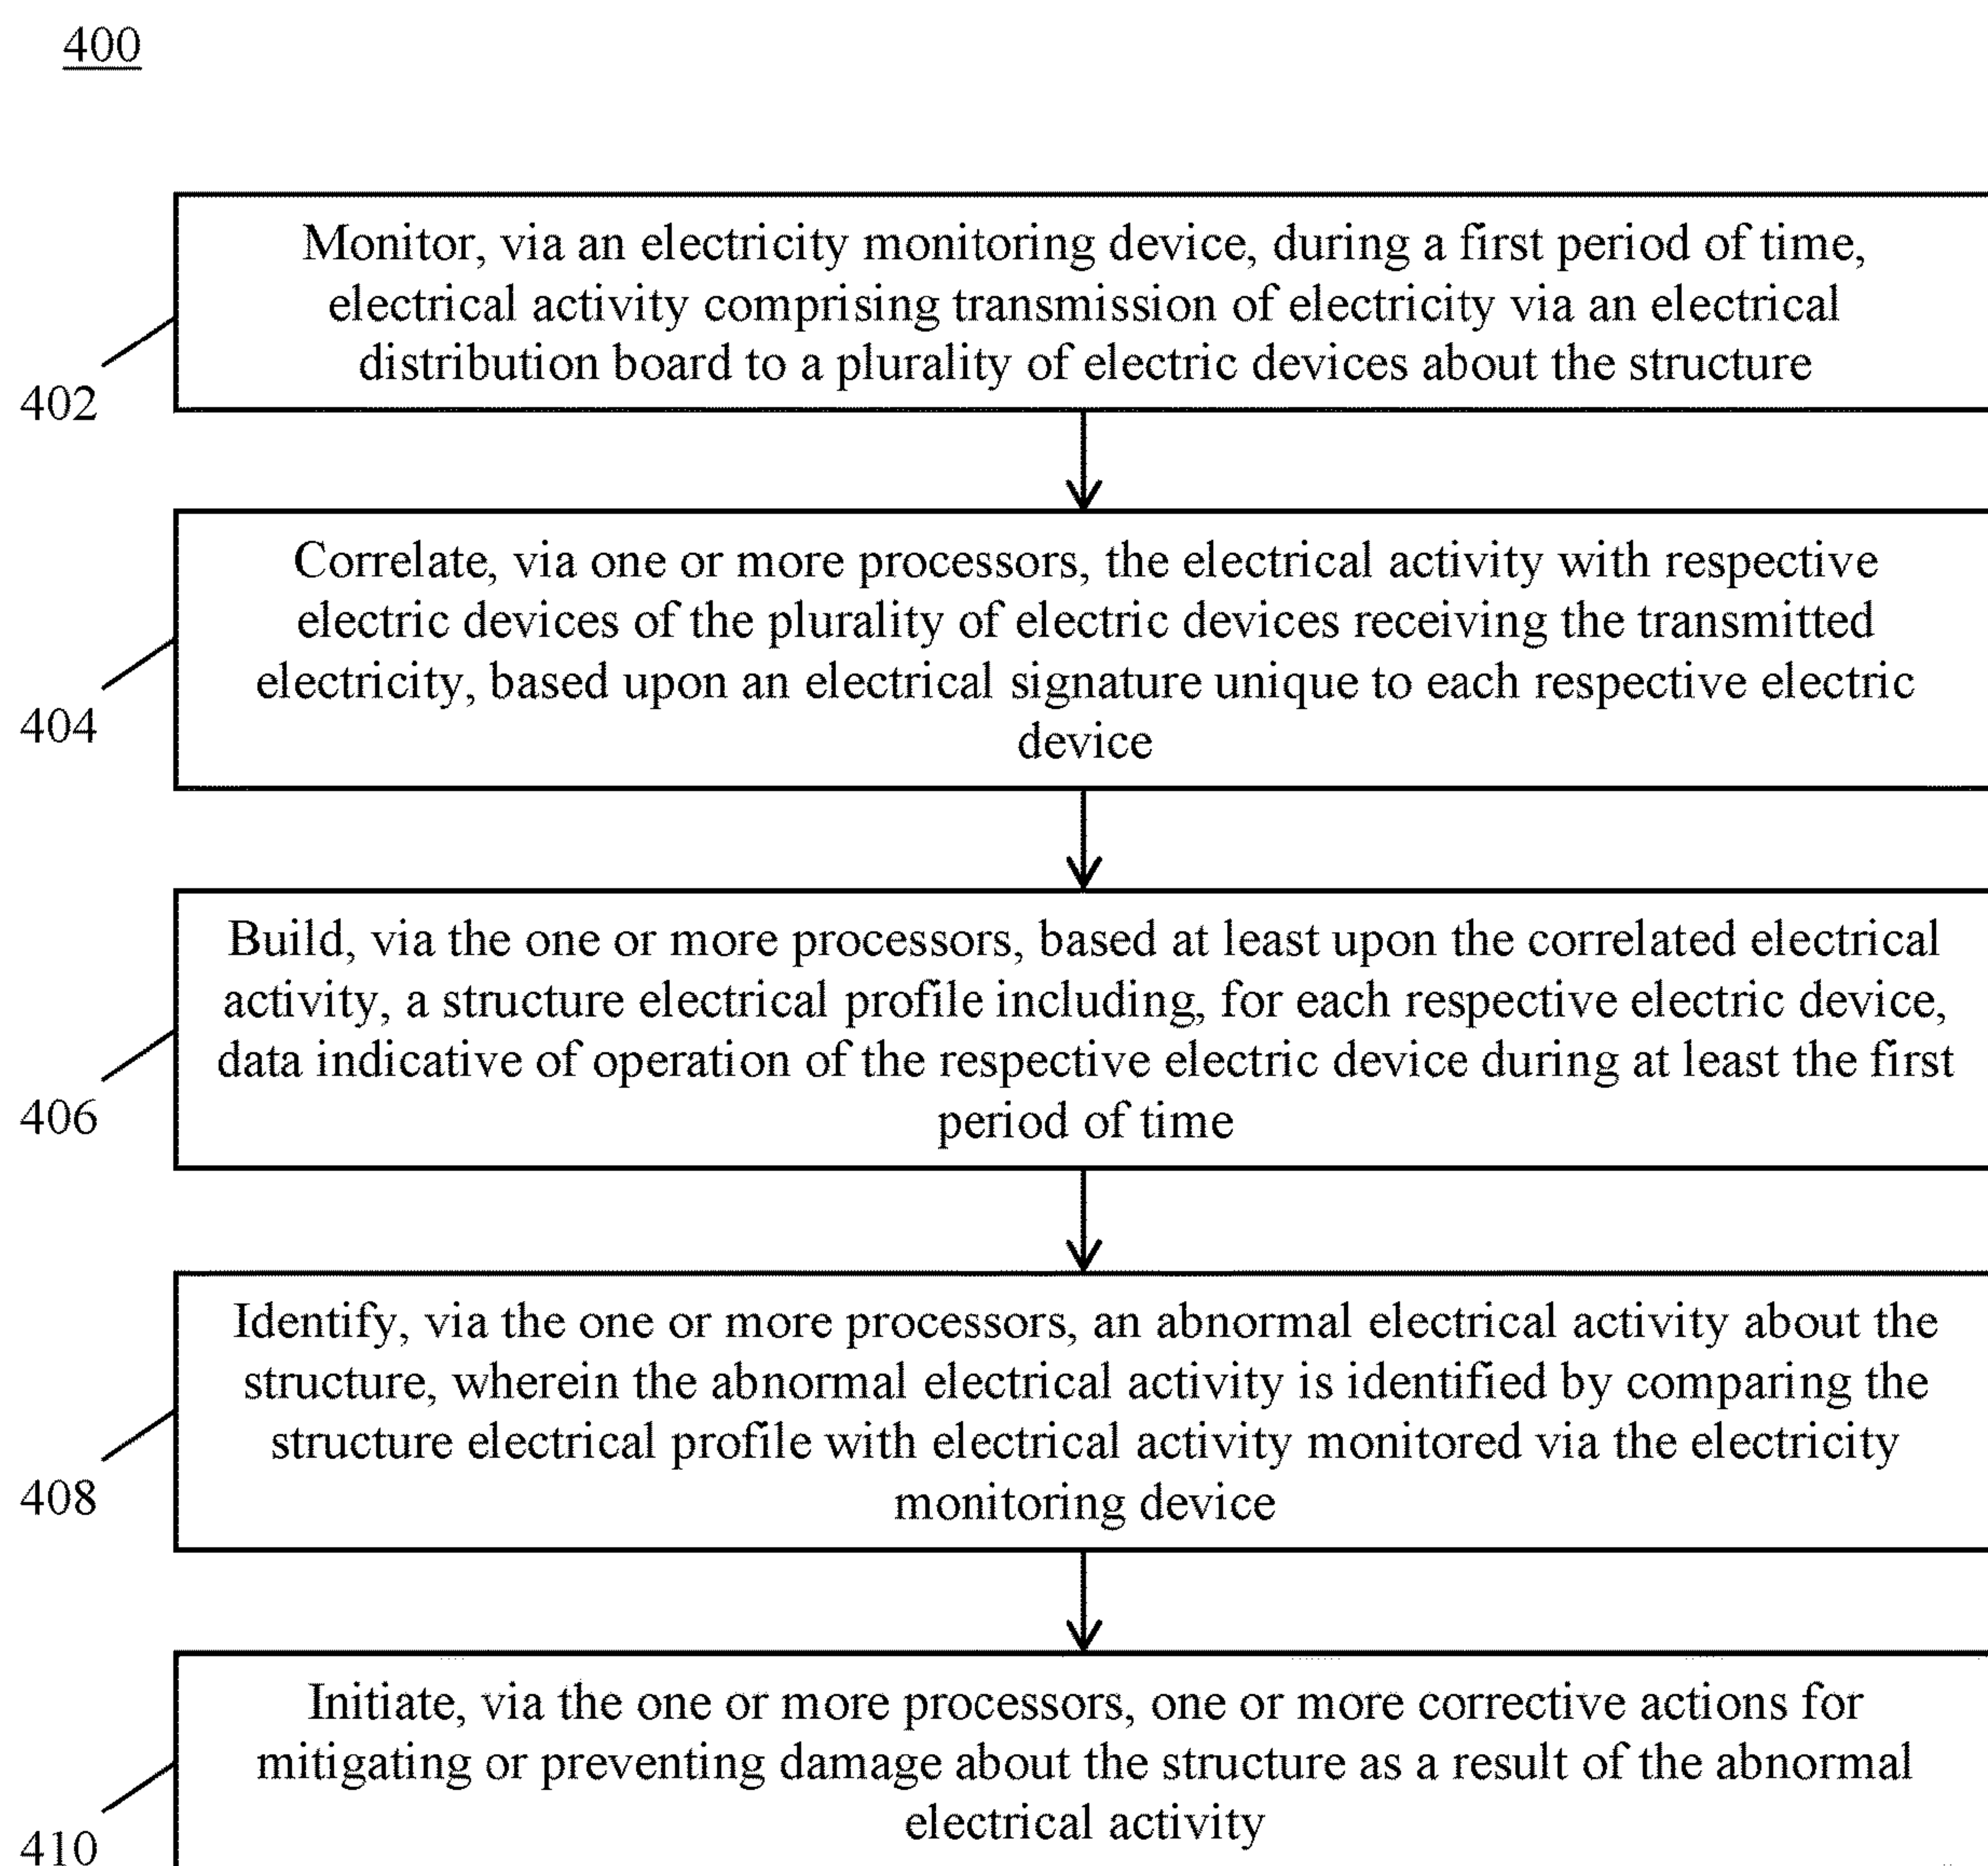 400
Monitor, via an electricity monitoring device, during a first period of time,
electrical activity comprising transmission of electricity via an electrical
distribution board to a plurality of electric devices about the structure
402
Correlate, via one or more processors, the electrical activity with respective
electric devices of the plurality of electric devices receiving the transmitted
electricity, based upon an electrical signature unique to each respective electric
device
404
Build, via the one or more processors, based at least upon the correlated electrical
activity, a structure electrical profile including, for each respective electric device,
data indicative of operation of the respective electric device during at least the first
period of time
406
Identify, via the one or more processors, an abnormal electrical activity about the
structure, wherein the abnormal electrical activity is identified by comparing the
structure electrical profile with electrical activity monitored via the electricity
monitoring device
408
Initiate, via the one or more processors, one or more corrective actions for
mitigating or preventing damage about the structure as a result of the abnormal
electrical activity
410